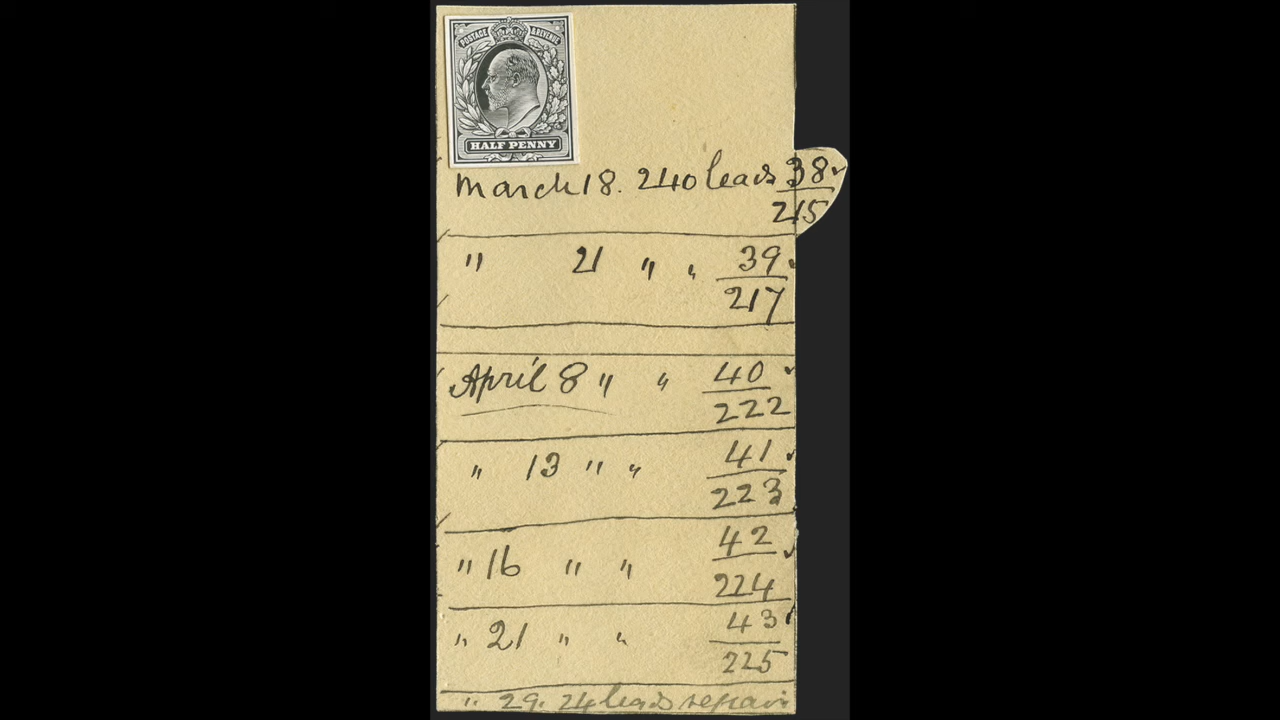 POSTAGE & REVENUE
HALF PENNY
March 18. 240 leads 38
215
" 21 " " 39
217
April 8 " " 40
222
" 13 " " 41
223
" 16 " " 42
224
" 21 " " 43
225
" 29. 24 leads repair